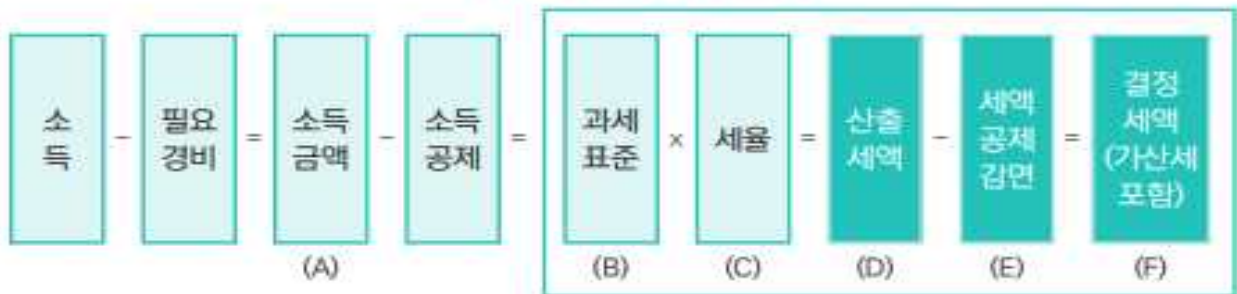 소
득
-
필요
경비
=
소득
금액
-
소득
공제
=
과세
표준
×
세율
=
산출
세액
-
세액
공제
감면
=
결정
세액
(가산세
포함)
(A)
(B)
(C)
(D)
(E)
(F)